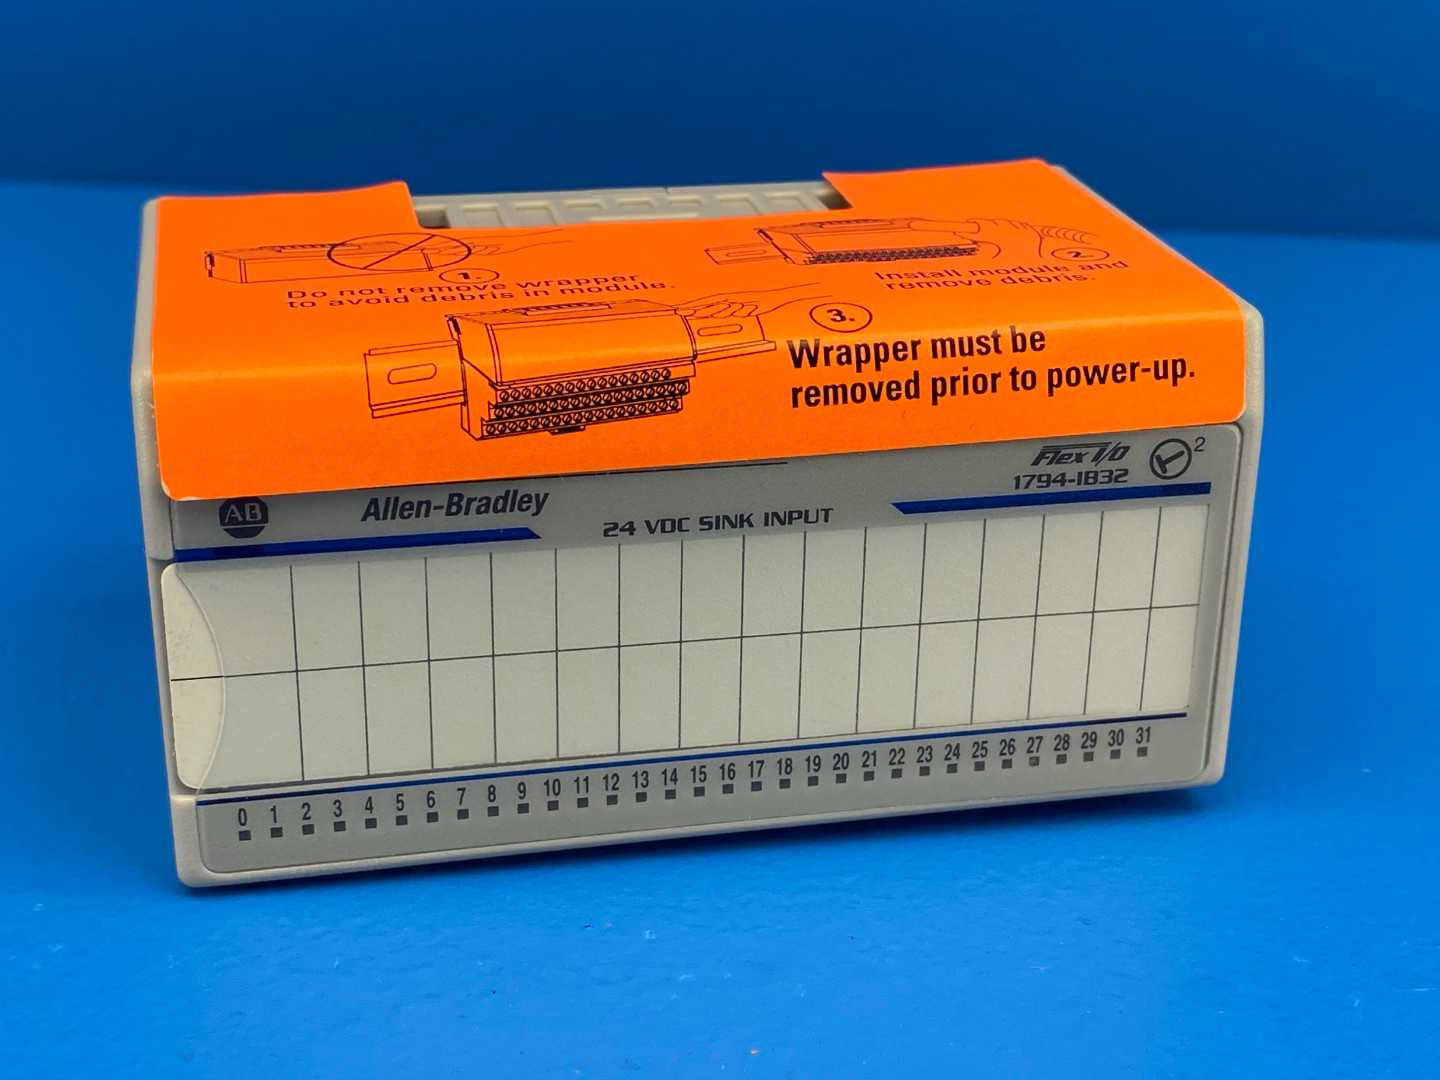 1.
Do not remove wrapper
to avoid debris in module.
2.
Install module and
remove debris.
3.
Wrapper must be
removed prior to power-up.
AB
Allen-Bradley
24 VDC SINK INPUT
Flex I/O
1794-IB32
2
0 1 2 3 4 5 6 7 8 9 10 11 12 13 14 15 16 17 18 19 20 21 22 23 24 25 26 27 28 29 30 31